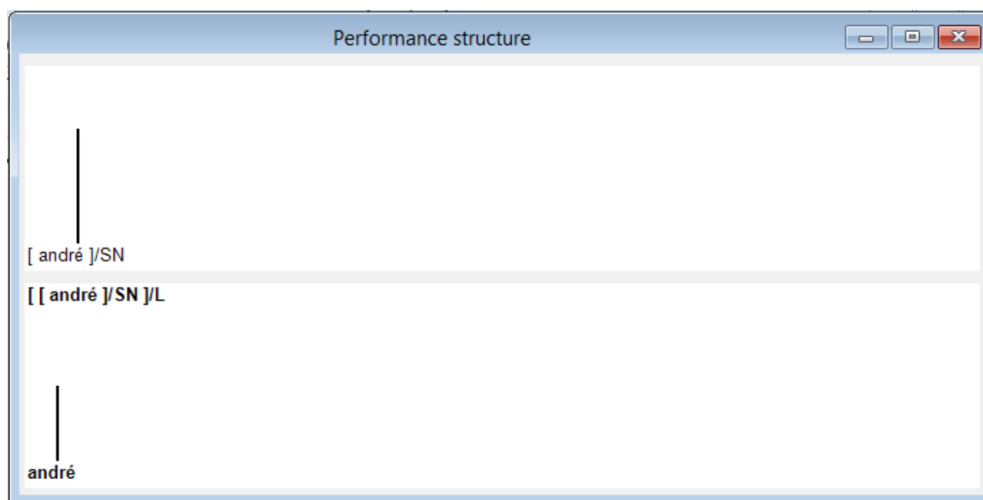 Performance structure
[ andré ]/SN
[ [ andré ]/SN ]/L
andré